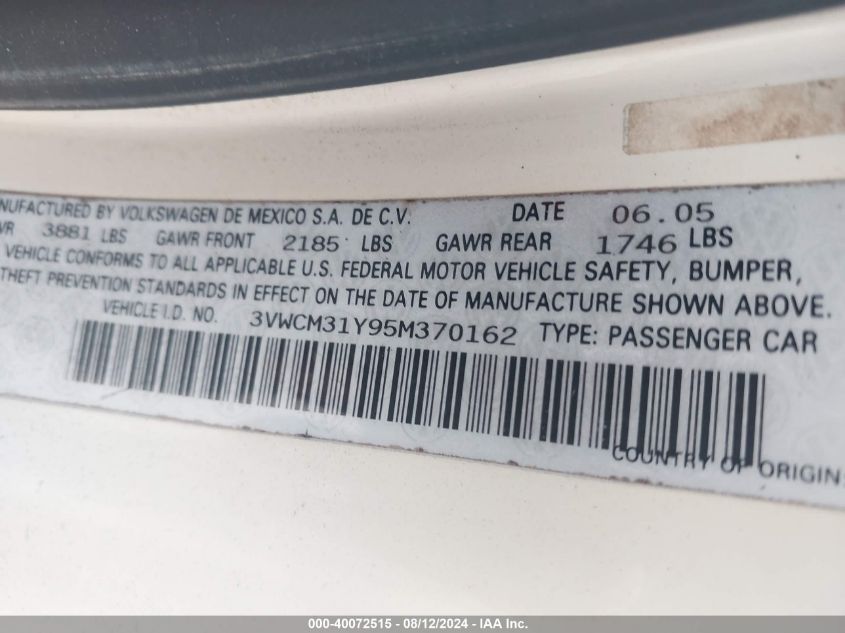 NUFACTURED BY VOLKSWAGEN DE MEXICO S.A. DE C.V. DATE 06.05
VR 3881 LBS GAWR FRONT 2185 LBS GAWR REAR 1746 LBS
VEHICLE CONFORMS TO ALL APPLICABLE U.S. FEDERAL MOTOR VEHICLE SAFETY, BUMPER,
THEFT PREVENTION STANDARDS IN EFFECT ON THE DATE OF MANUFACTURE SHOWN ABOVE.
VEHICLE I.D. NO. 3VWCM31Y95M370162 TYPE: PASSENGER CAR
COUNTRY OF ORIGIN:
000-40072515 - 08/12/2024 - IAA Inc.